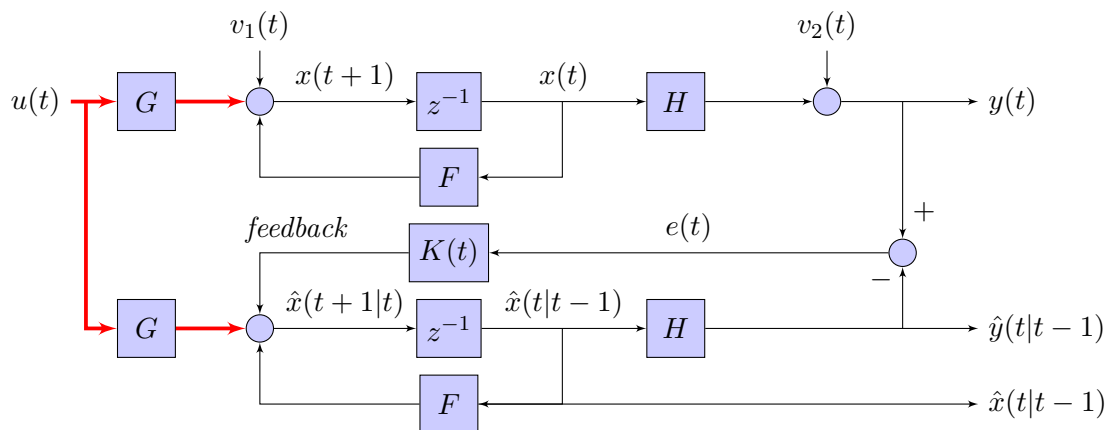 v₁(t) v₂(t)
x(t + 1) x(t)
u(t) G z⁻¹ H y(t)
F
+
feedback e(t)
K(t)
−
x̂(t + 1|t) x̂(t|t − 1)
G z⁻¹ H ŷ(t|t − 1)
F x̂(t|t − 1)